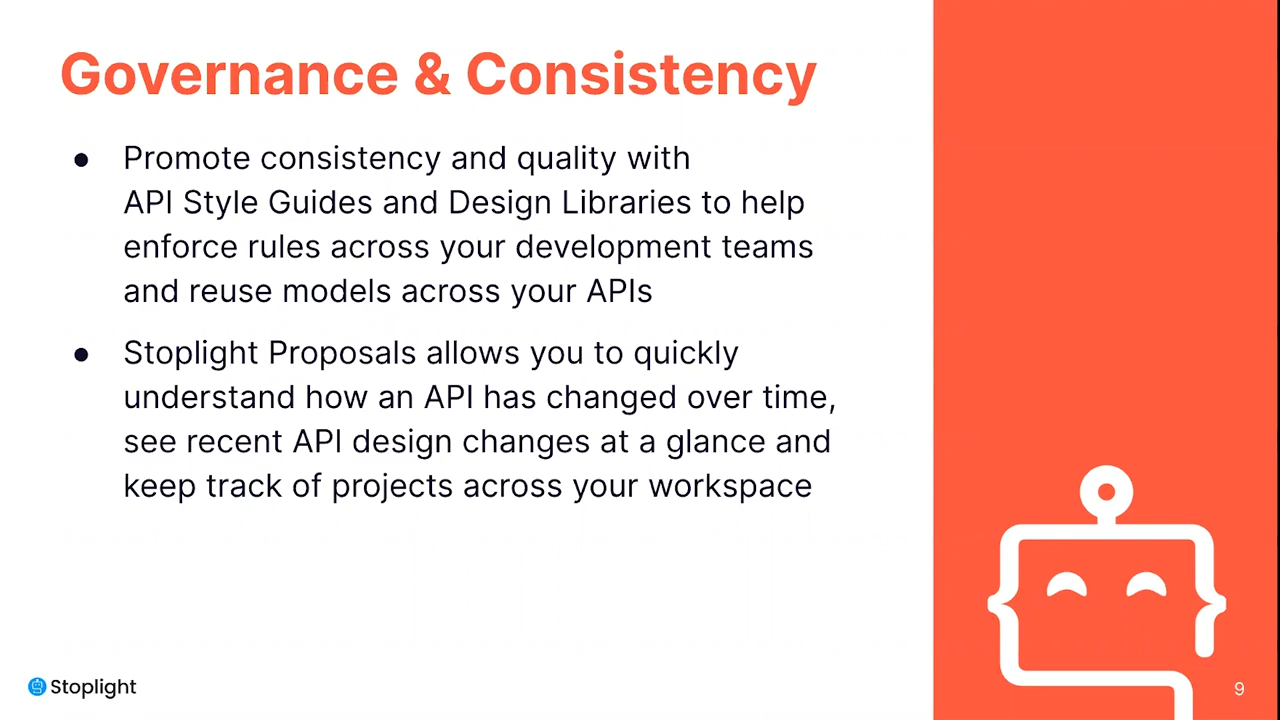 Governance & Consistency
● Promote consistency and quality with
API Style Guides and Design Libraries to help
enforce rules across your development teams
and reuse models across your APIs
● Stoplight Proposals allows you to quickly
understand how an API has changed over time,
see recent API design changes at a glance and
keep track of projects across your workspace
Stoplight
9